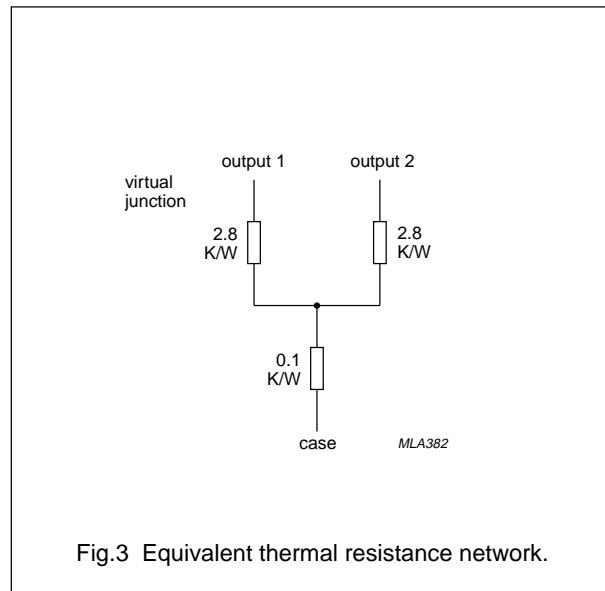 output 1
output 2
virtual
junction
2.8
K/W
2.8
K/W
0.1
K/W
case
MLA382
Fig.3 Equivalent thermal resistance network.